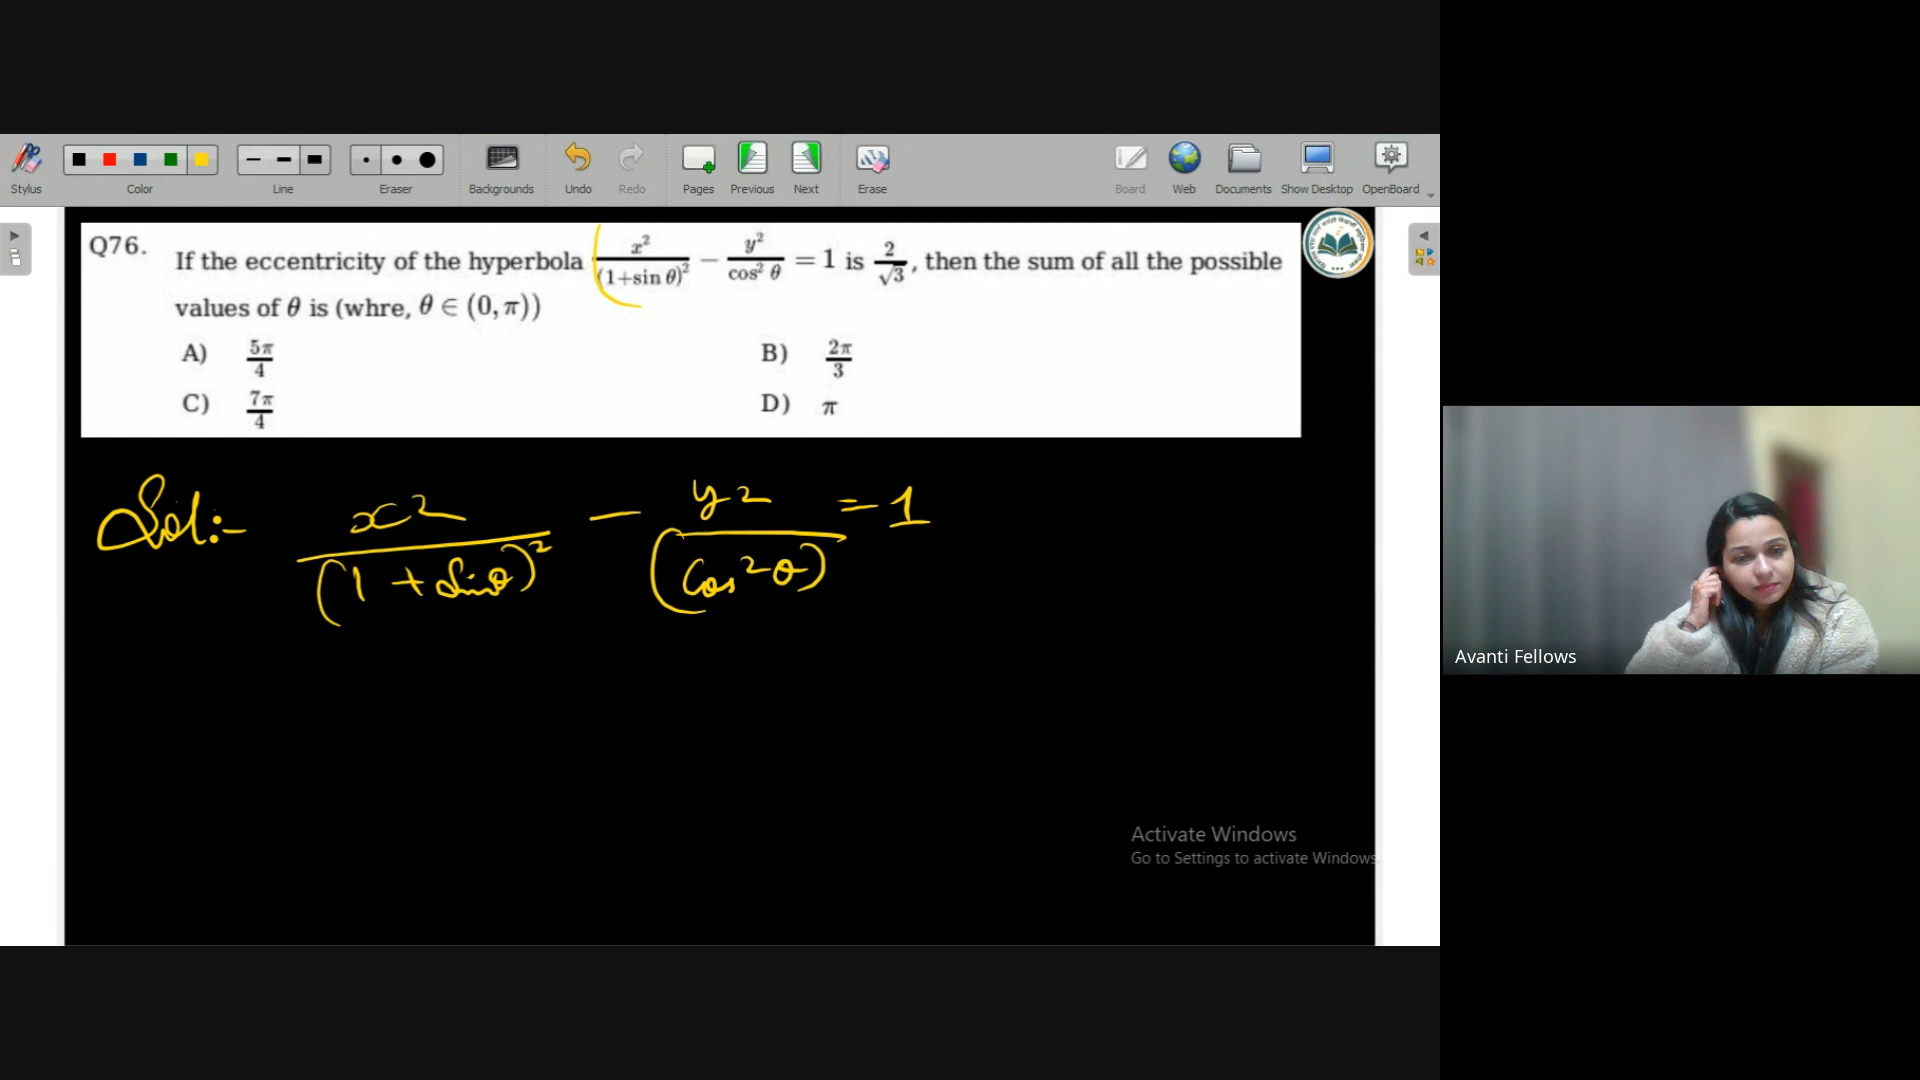 Stylus Color Line Eraser Backgrounds Undo Redo Pages Previous Next Erase Board Web Documents Show Desktop OpenBoard
Q76. If the eccentricity of the hyperbola x²/(1+sin θ)² − y²/cos² θ = 1 is 2/√3, then the sum of all the possible
values of θ is (whre, θ ∈ (0, π))
A) 5π/4 B) 2π/3
C) 7π/4 D) π
Sol:- x²/(1 + sinθ)² − y²/(cos²θ) = 1
Avanti Fellows
Activate Windows
Go to Settings to activate Windows.